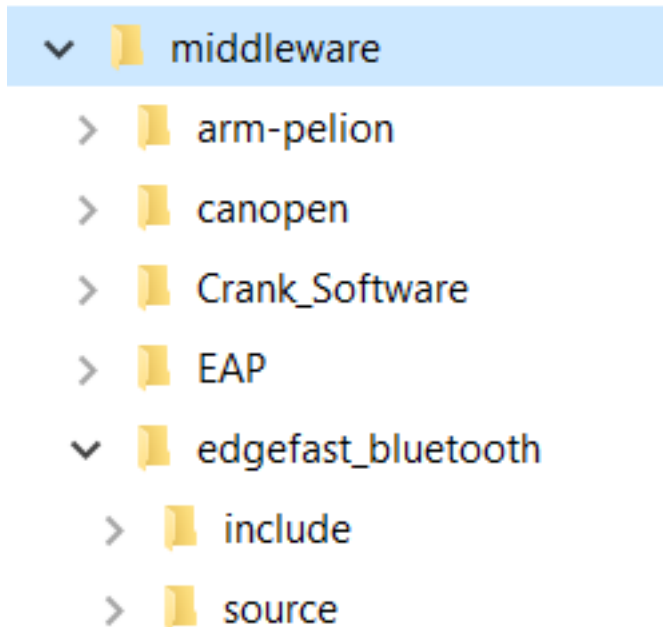 middleware
arm-pelion
canopen
Crank_Software
EAP
edgefast_bluetooth
include
source